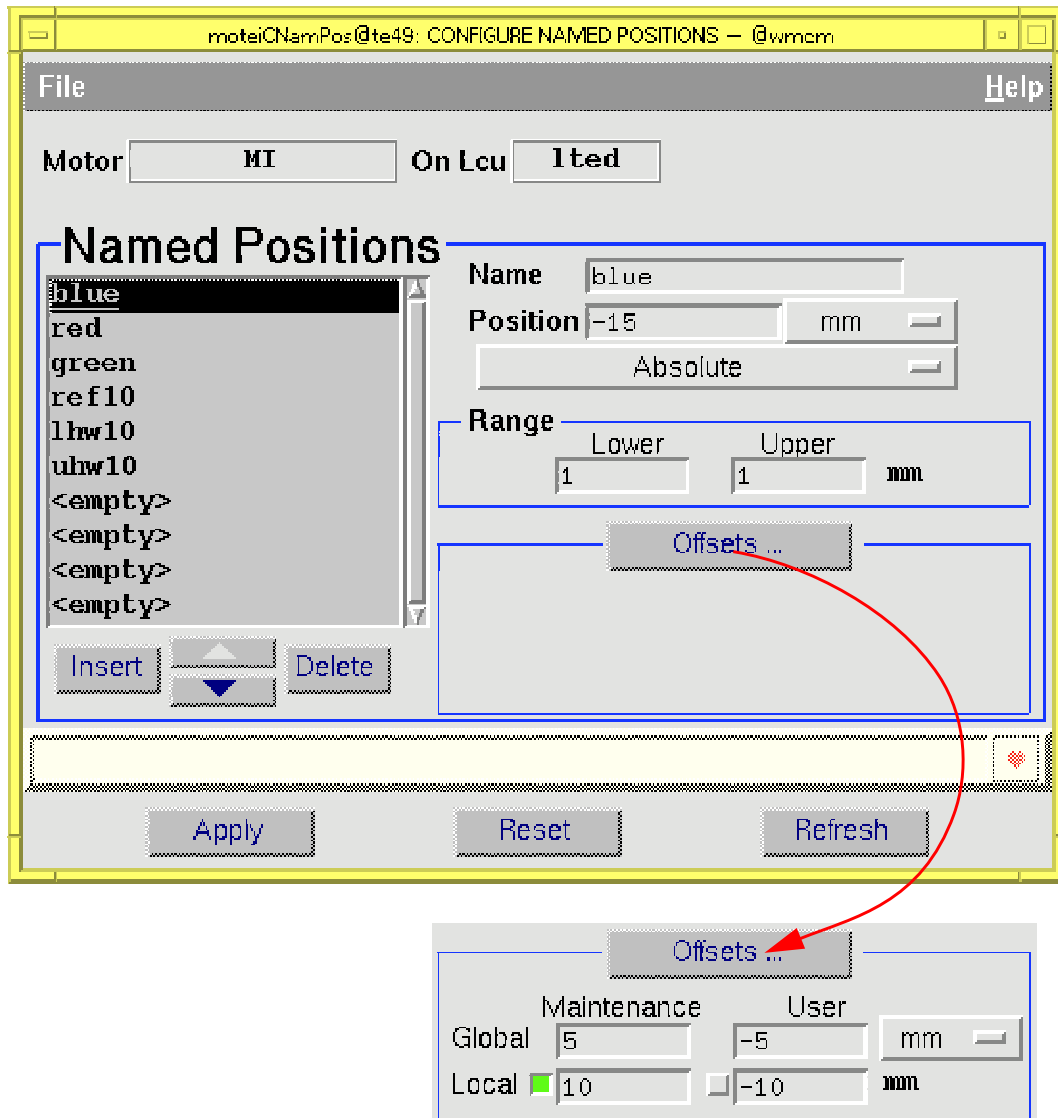 moteiCNamPos@te49: CONFIGURE NAMED POSITIONS — @wmcm
File Help
Motor MI On Lcu lted
Named Positions
blue
red
green
ref10
lhw10
uhw10
<empty>
<empty>
<empty>
<empty>
Insert Delete
Name blue
Position -15 mm
Absolute
Range
Lower Upper
1 1 mm
Offsets ...
Apply Reset Refresh
Offsets ...
Maintenance User
Global 5 -5 mm
Local 10 -10 mm